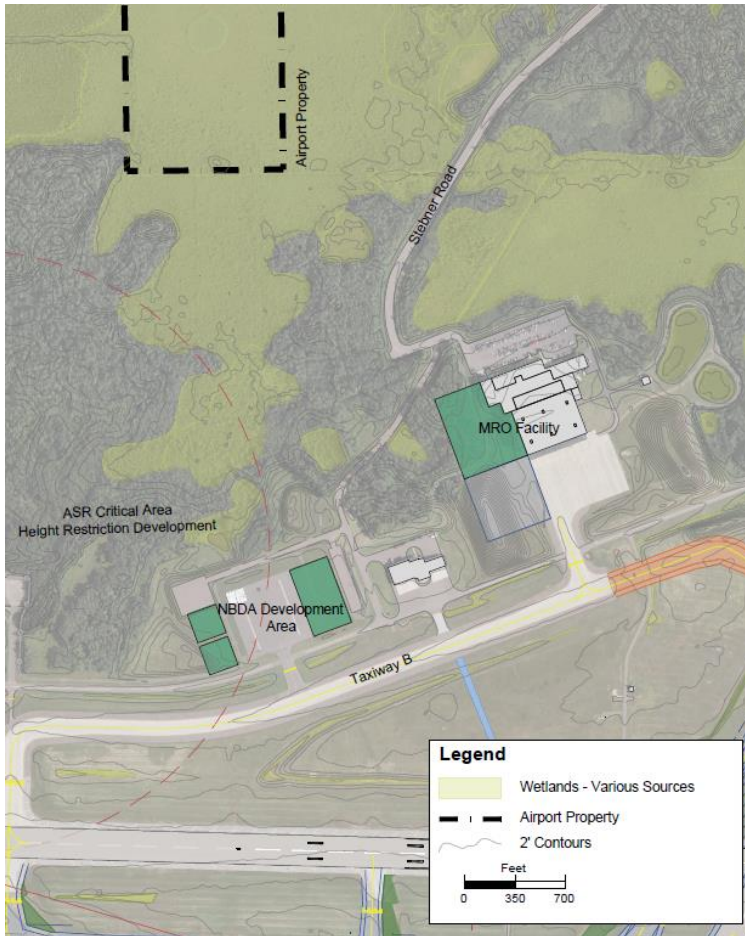 Airport Property
Stebner Road
MRO Facility
ASR Critical Area
Height Restriction Development
NBDA Development
Area
Taxiway B
Legend
Wetlands - Various Sources
Airport Property
2' Contours
Feet
0 350 700